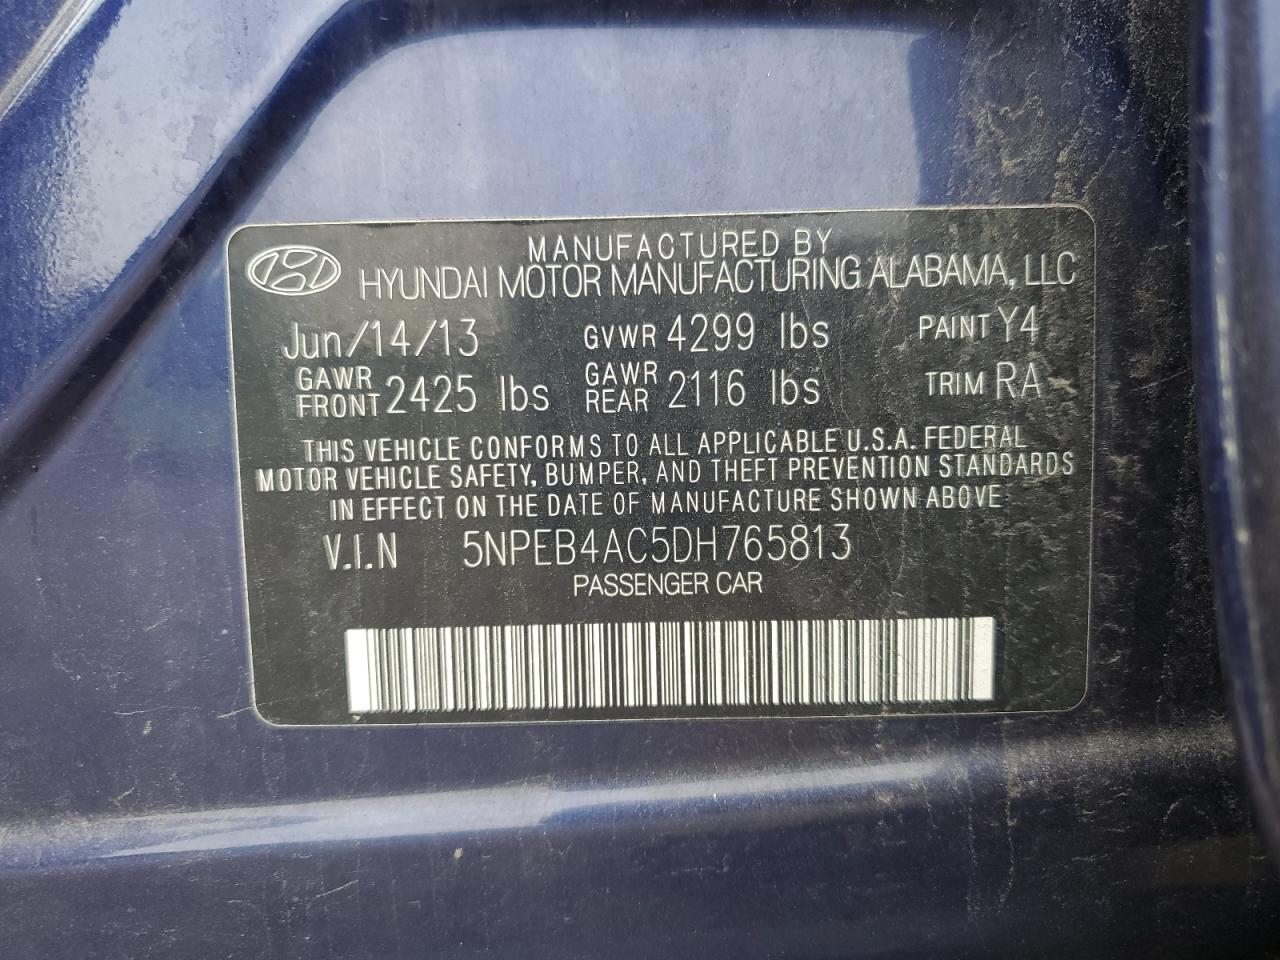 MANUFACTURED BY
HYUNDAI MOTOR MANUFACTURING ALABAMA, LLC
Jun/14/13 GVWR 4299 lbs PAINT Y4
GAWR FRONT 2425 lbs GAWR REAR 2116 lbs TRIM RA
THIS VEHICLE CONFORMS TO ALL APPLICABLE U.S.A. FEDERAL
MOTOR VEHICLE SAFETY, BUMPER, AND THEFT PREVENTION STANDARDS
IN EFFECT ON THE DATE OF MANUFACTURE SHOWN ABOVE
V.I.N 5NPEB4AC5DH765813
PASSENGER CAR